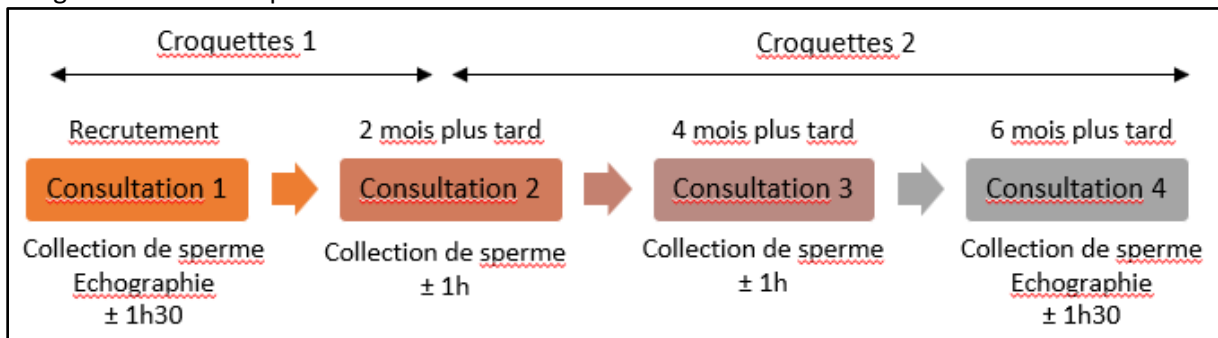 Croquettes 1
Croquettes 2
Recrutement
2 mois plus tard
4 mois plus tard
6 mois plus tard
Consultation 1
Consultation 2
Consultation 3
Consultation 4
Collection de sperme
Echographie
± 1h30
Collection de sperme
± 1h
Collection de sperme
± 1h
Collection de sperme
Echographie
± 1h30